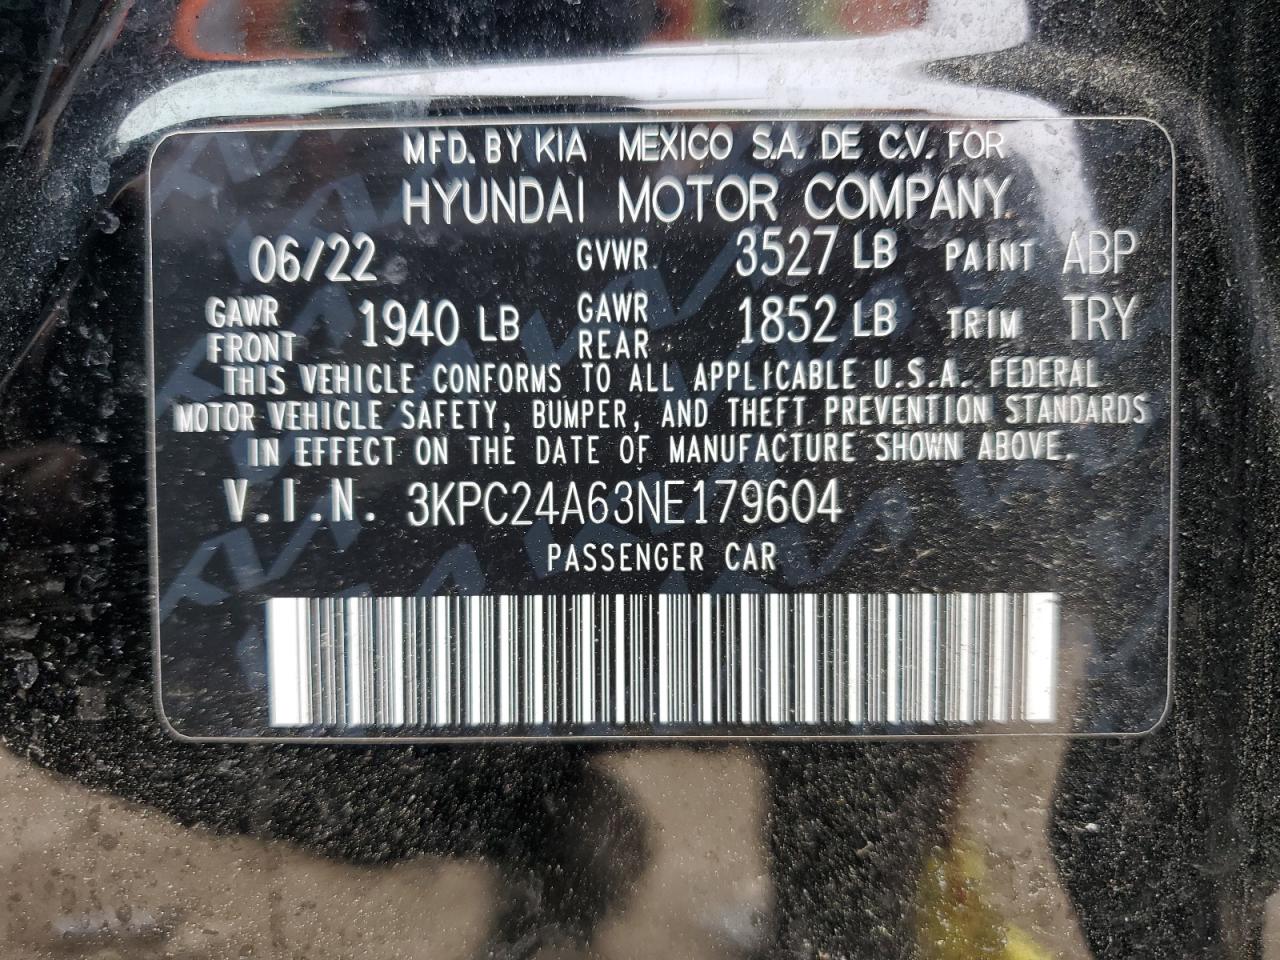 MFD. BY KIA MEXICO S.A. DE C.V. FOR
HYUNDAI MOTOR COMPANY
06/22 GVWR 3527 LB PAINT ABP
GAWR FRONT 1940 LB GAWR REAR 1852 LB TRIM TRY
THIS VEHICLE CONFORMS TO ALL APPLICABLE U.S.A. FEDERAL
MOTOR VEHICLE SAFETY, BUMPER, AND THEFT PREVENTION STANDARDS
IN EFFECT ON THE DATE OF MANUFACTURE SHOWN ABOVE.
V.I.N. 3KPC24A63NE179604
PASSENGER CAR